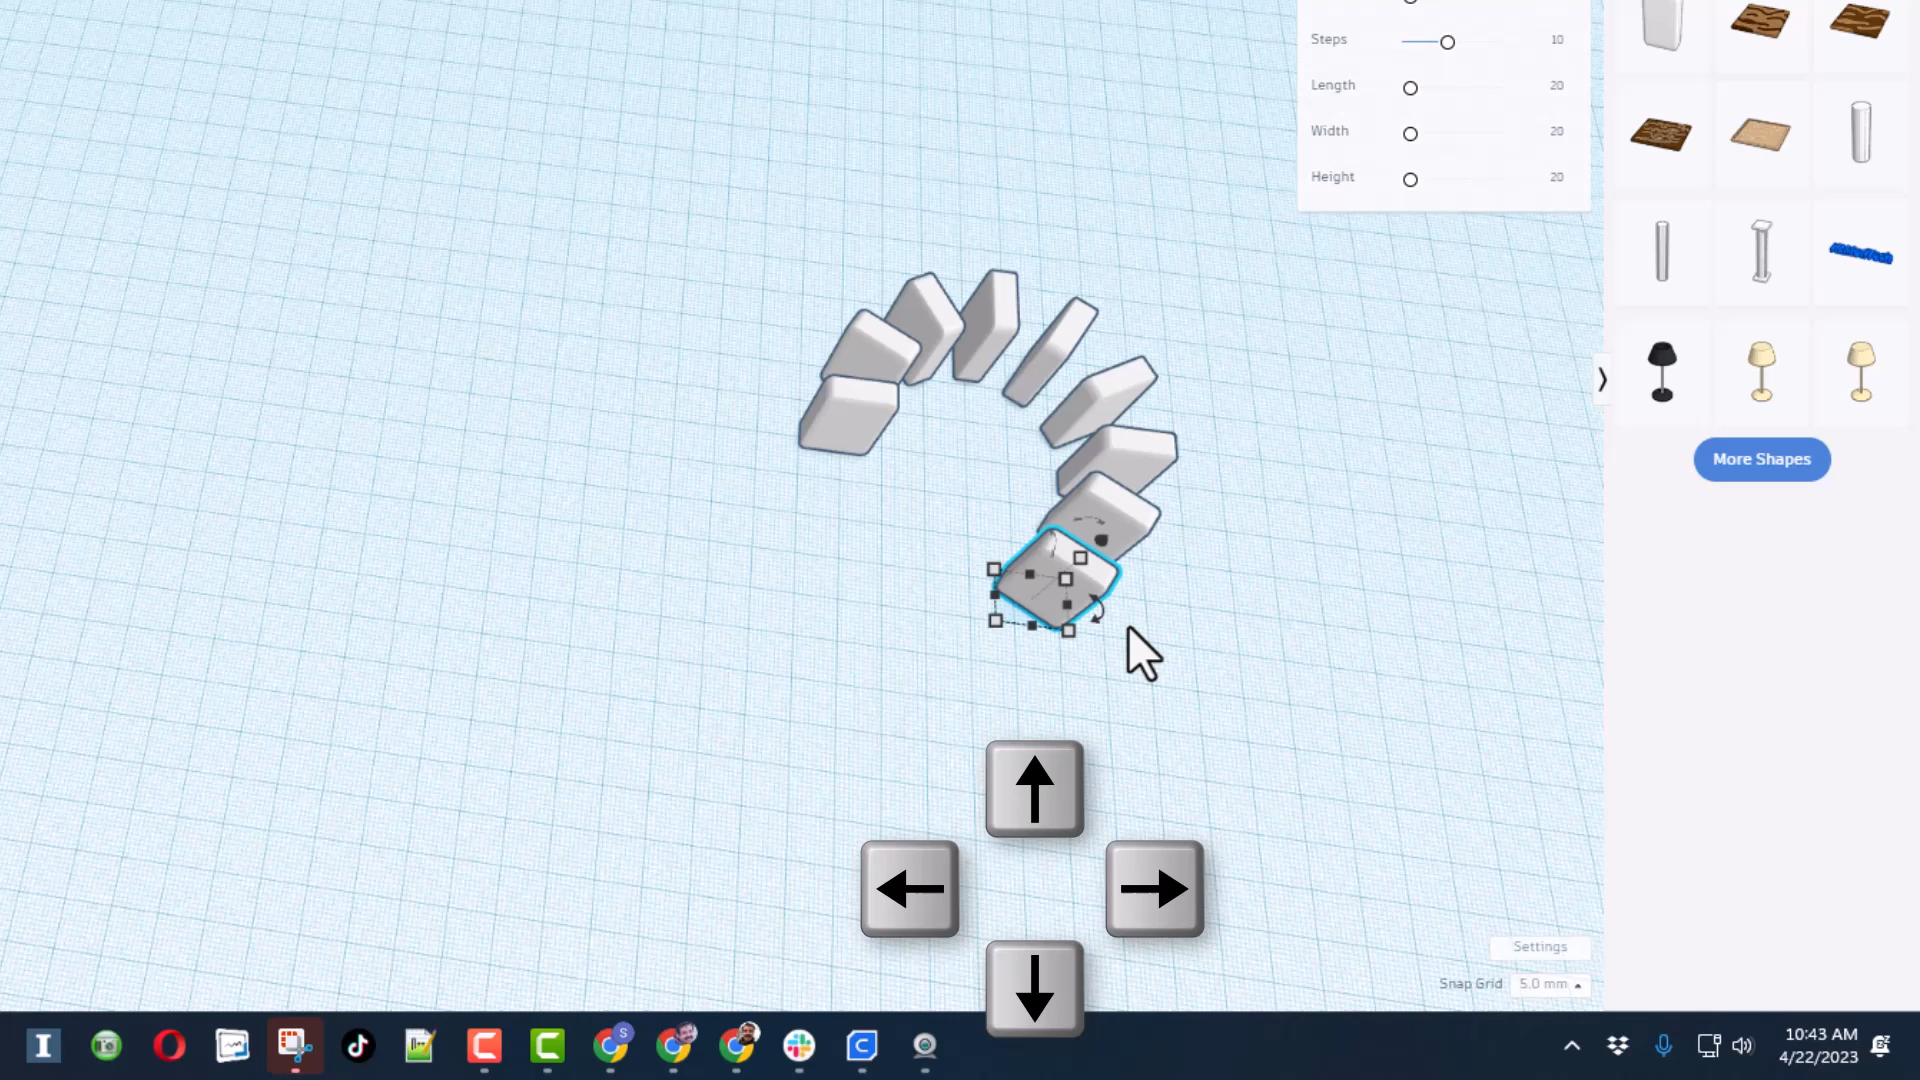 Steps 10
Length 20
Width 20
Height 20
More Shapes
Settings
Snap Grid 5.0 mm
S
10:43 AM
4/22/2023